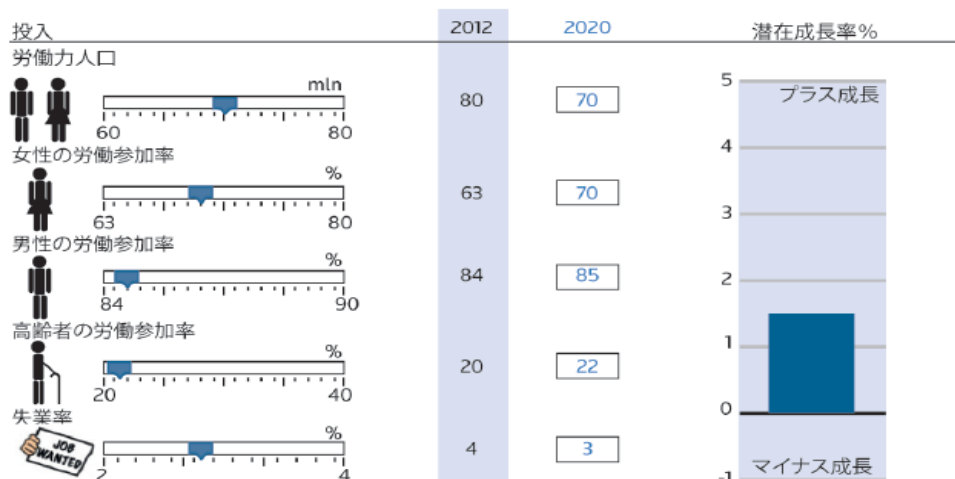 投入 2012 2020 潜在成長率%
労働力人口
mln
60 80
80 70
女性の労働参加率
%
63 80
63 70
男性の労働参加率
%
84 90
84 85
高齢者の労働参加率
%
20 40
20 22
失業率
JOB
WANTED
%
2 4
4 3
5
プラス成長
4
3
2
1
0
-1
マイナス成長